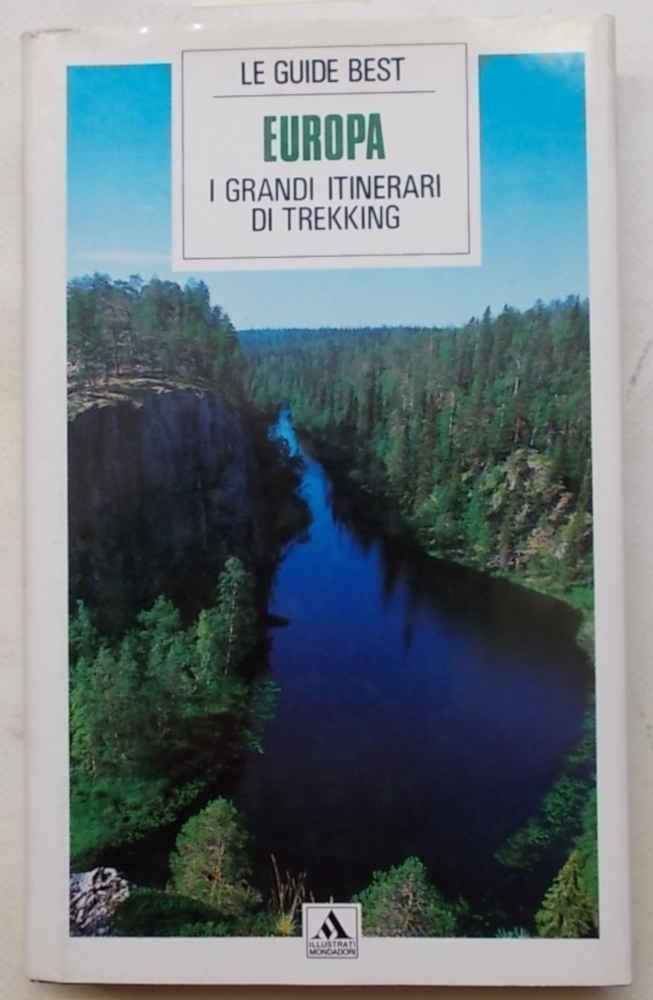 LE GUIDE BEST
EUROPA
I GRANDI ITINERARI
DI TREKKING
ILLUSTRATI
MONDADORI